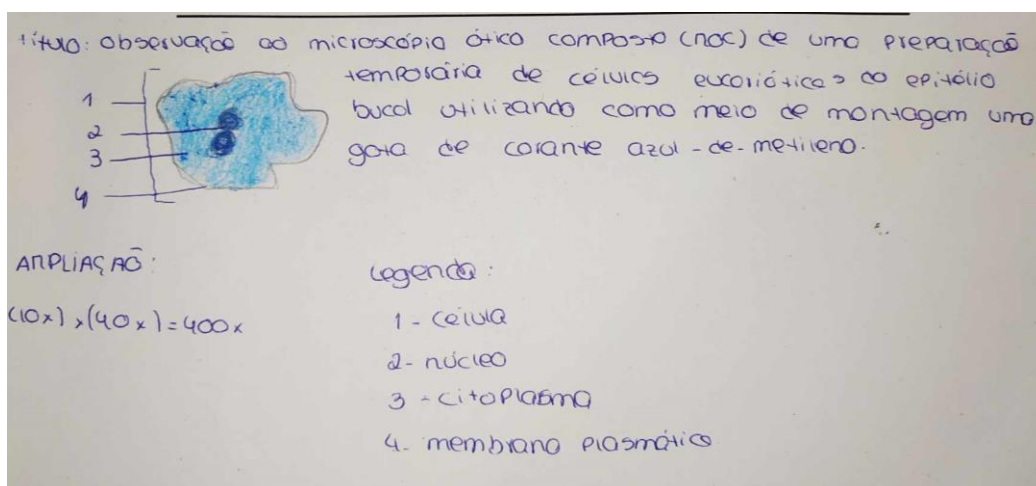 título: observação ao microscópio ótico composto (moc) de uma preparação
temporária de células eucarióticas do epitélio
bucal utilizando como meio de montagem uma
gota de corante azul-de-metileno.
1
2
3
4
AMPLIAÇÃO:
(10x) x (40x) = 400x
Legenda:
1 - célula
2 - núcleo
3 - citoplasma
4. membrana plasmática